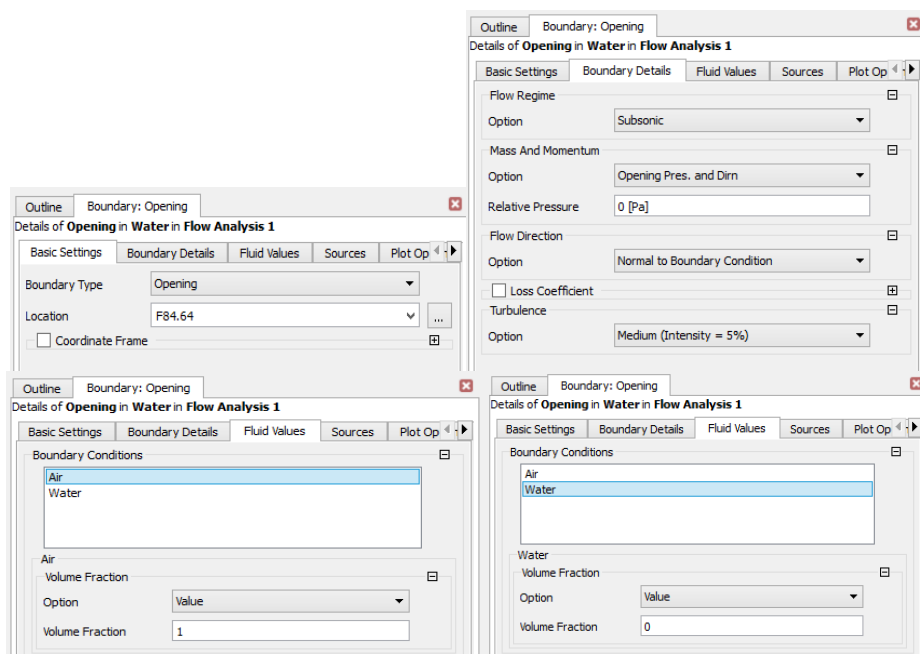 Outline Boundary: Opening
Details of Opening in Water in Flow Analysis 1
Basic Settings Boundary Details Fluid Values Sources Plot Op
Flow Regime
Option Subsonic
Mass And Momentum
Option Opening Pres. and Dirn
Relative Pressure 0 [Pa]
Flow Direction
Option Normal to Boundary Condition
Loss Coefficient
Turbulence
Option Medium (Intensity = 5%)
Outline Boundary: Opening
Details of Opening in Water in Flow Analysis 1
Basic Settings Boundary Details Fluid Values Sources Plot Op
Boundary Type Opening
Location F84.64 ...
Coordinate Frame
Outline Boundary: Opening
Details of Opening in Water in Flow Analysis 1
Basic Settings Boundary Details Fluid Values Sources Plot Op
Boundary Conditions
Air
Water
Air
Volume Fraction
Option Value
Volume Fraction 1
Outline Boundary: Opening
Details of Opening in Water in Flow Analysis 1
Basic Settings Boundary Details Fluid Values Sources Plot Op
Boundary Conditions
Air
Water
Water
Volume Fraction
Option Value
Volume Fraction 0